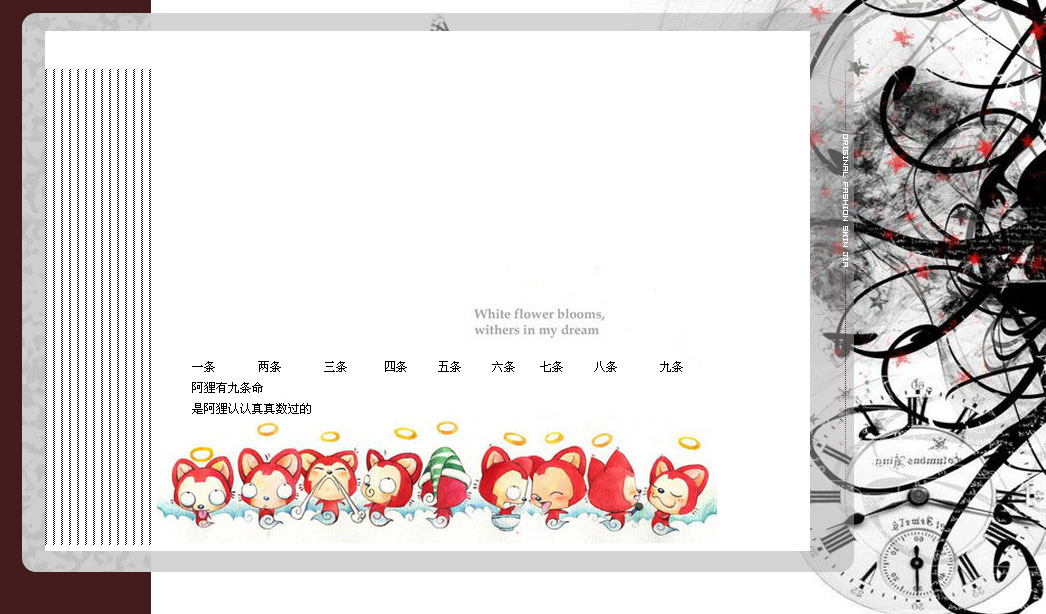 ORIGINAL FASHION SKIN DIA
White flower blooms,
withers in my dream
一条 两条 三条 四条 五条 六条 七条 八条 九条
阿狸有九条命
是阿狸认认真真数过的